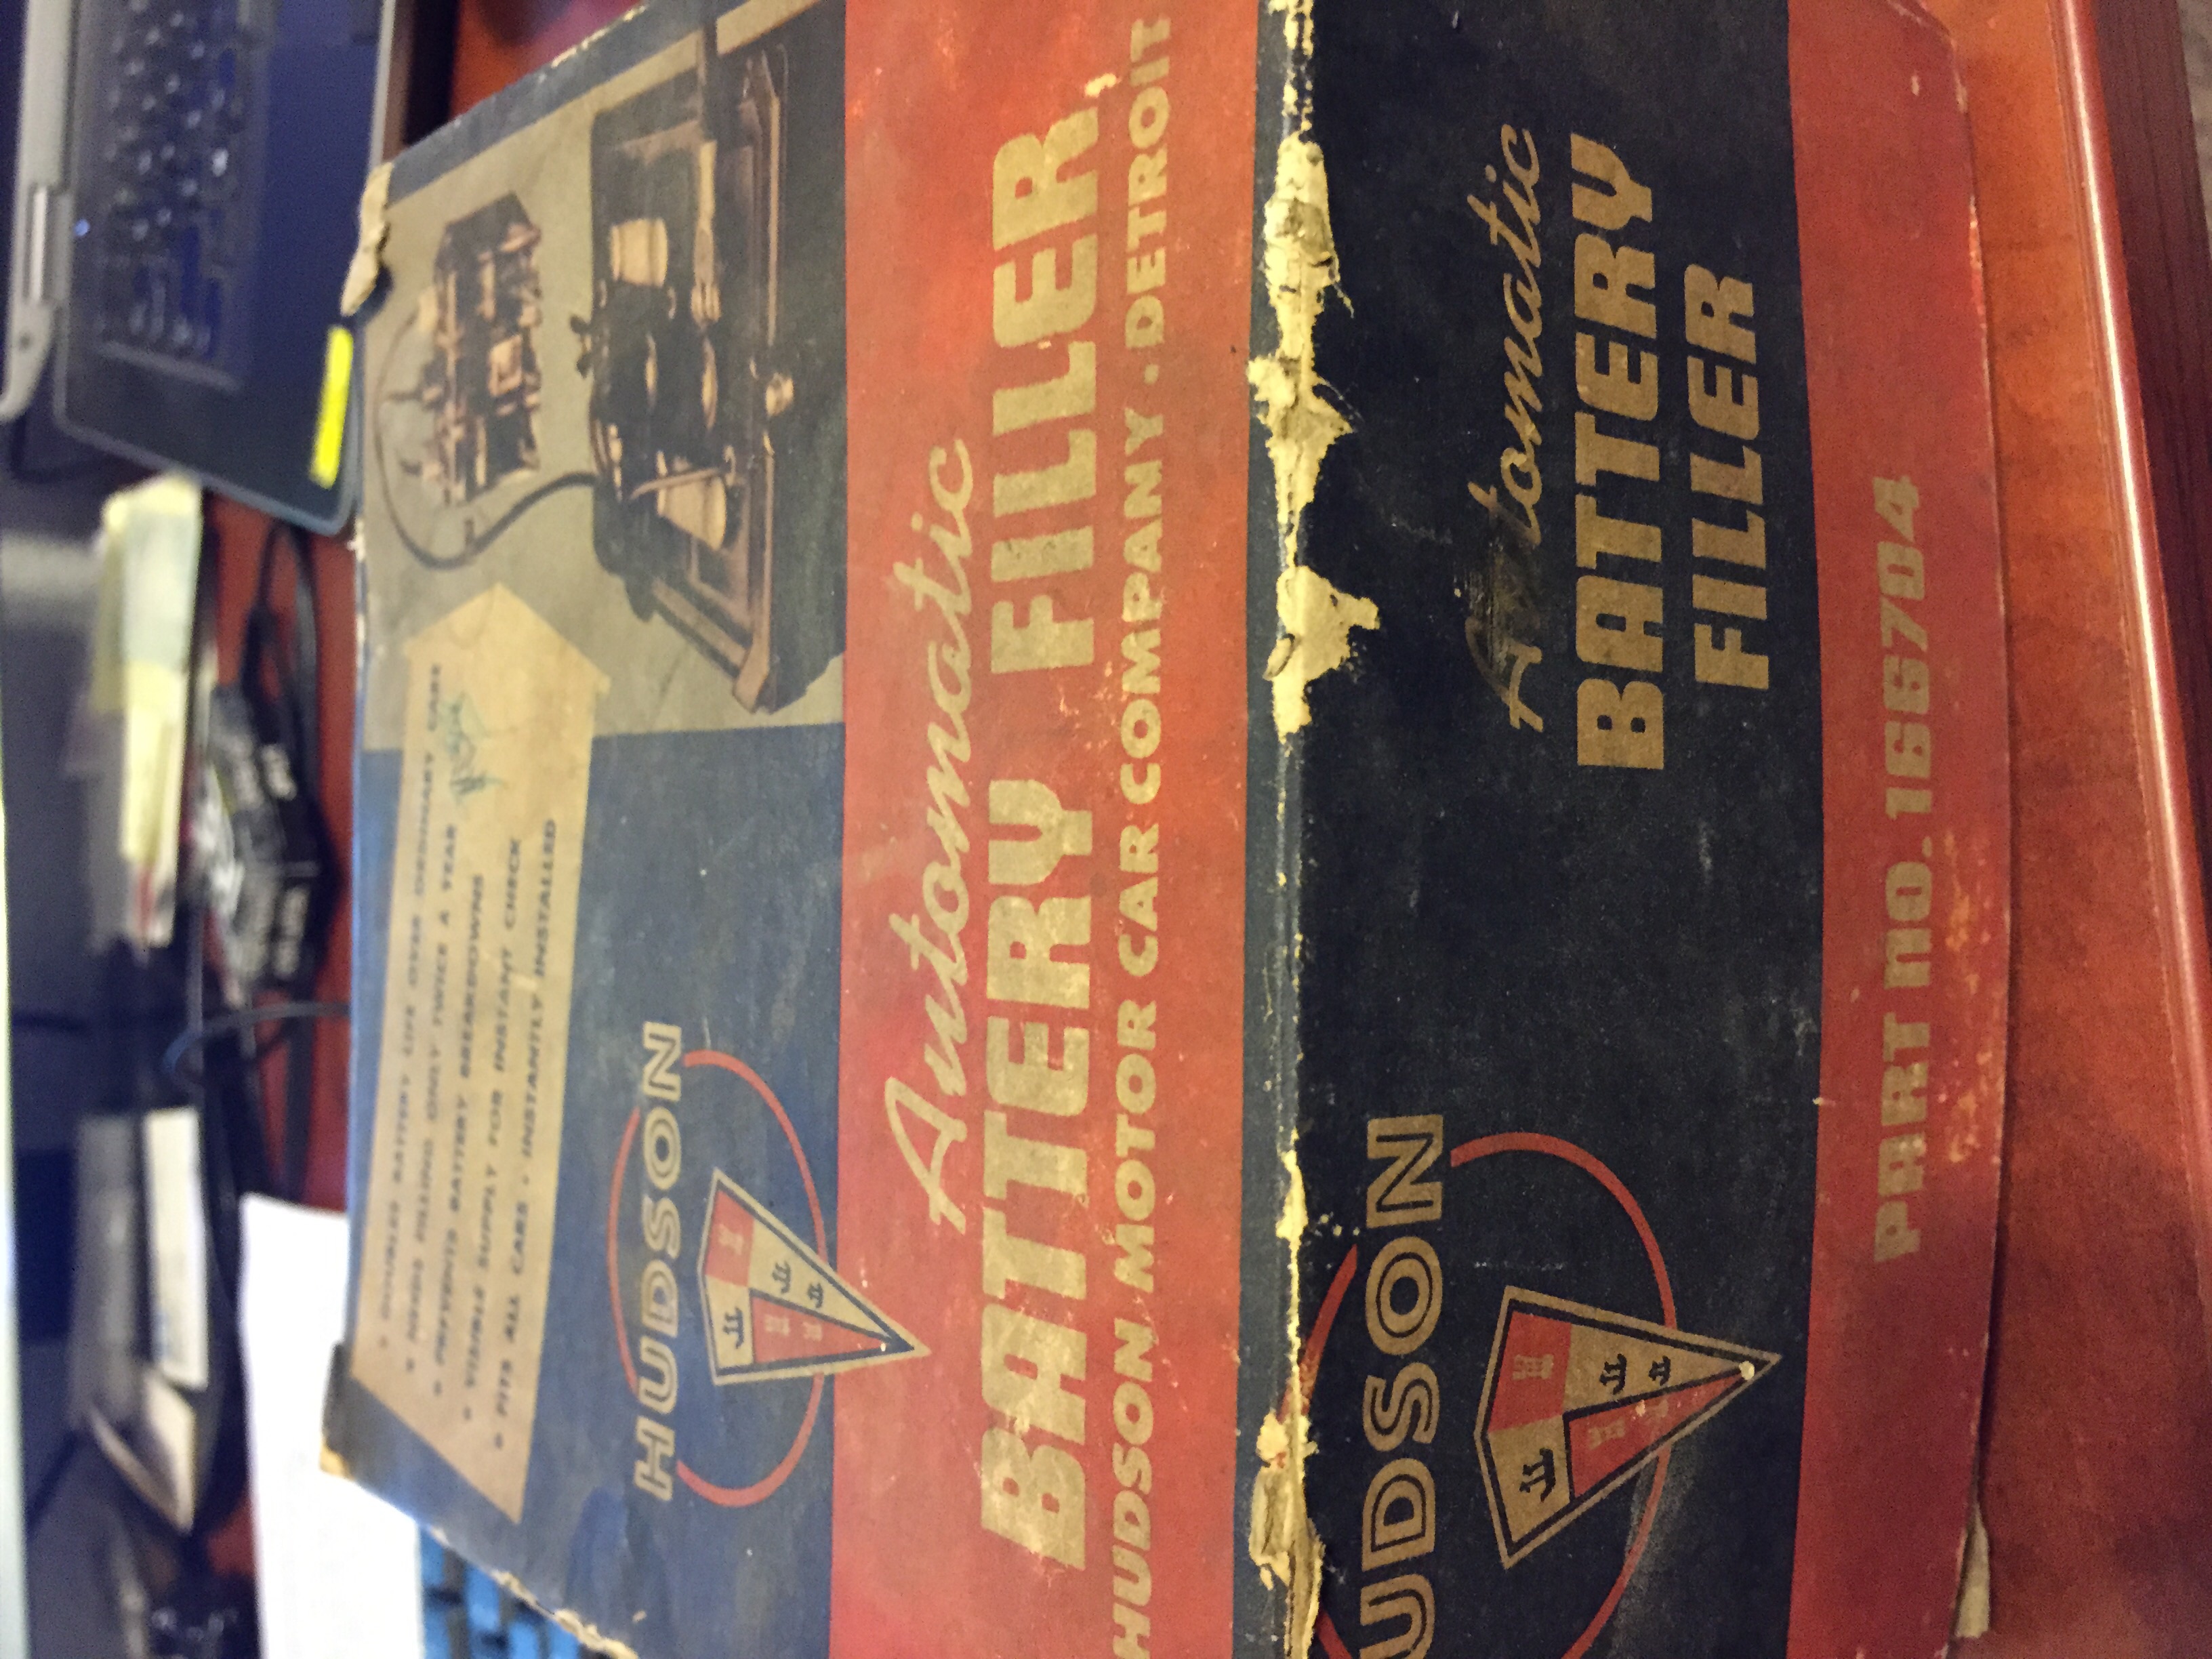 • DOUBLES BATTERY LIFE OVER ORDINARY CARE
• NEEDS FILLING ONLY TWICE A YEAR
• PREVENTS BATTERY BREAKDOWNS
• VISIBLE SUPPLY FOR INSTANT CHECK
• FITS ALL CARS • INSTANTLY INSTALLED
HUDSON
Automatic
BATTERY FILLER
HUDSON MOTOR CAR COMPANY · DETROIT
UDSON
Automatic
BATTERY
FILLER
PART NO. 166704